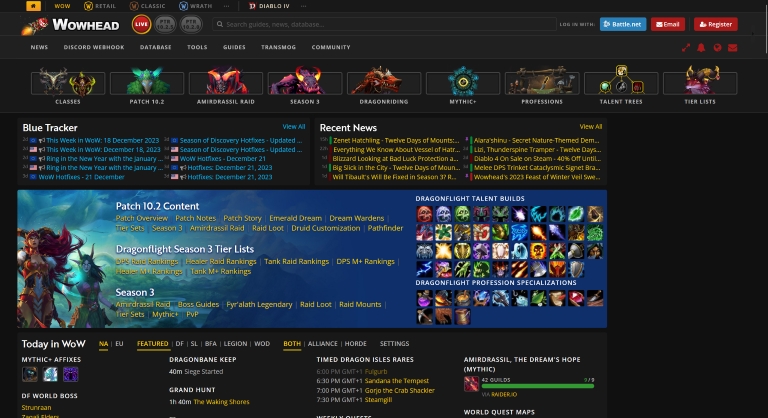 WOW RETAIL CLASSIC WRATH ... DIABLO IV ...
WOWHEAD LIVE PTR 10.2.5 PTR Search guides, news, database... LOG IN WITH: Battle.net Email Register
NEWS DISCORD WEBHOOK DATABASE TOOLS GUIDES TRANSMOG COMMUNITY
CLASSES PATCH 10.2 AMIRDRASSIL RAID SEASON 3 DRAGONRIDING MYTHIC+ PROFESSIONS TALENT TREES TIER LISTS
Blue Tracker View All
This Week in WoW: 18 December 2023
This Week in WoW: December 18, 2023
Ring in the New Year with the January ...
Ring in the New Year with the January ...
WoW Hotfixes - 21 December
Season of Discovery Hotfixes - Updated ...
Season of Discovery Hotfixes - Updated ...
WoW Hotfixes - December 21
Hotfixes: December 21, 2023
Hotfixes: December 21, 2023
Recent News View All
Zenet Hatchling - Twelve Days of Mounts:...
Everything We Know About Vessel of Hatr...
Blizzard Looking at Bad Luck Protection a...
Big Slick in the City - Twelve Days of Moun...
Will Tibault's Will Be Fixed in Season 3? R...
Alara'shinu - Secret Nature-Themed Dem...
Lizi, Thunderspine Tramper - Twelve Days...
Diablo 4 On Sale on Steam - 40% Off Until...
Melee DPS Trinket Cataclysmic Signet Bra...
Wowhead's 2023 Feast of Winter Veil Swe...
Patch 10.2 Content
Patch Overview | Patch Notes | Patch Story | Emerald Dream | Dream Wardens |
Tier Sets | Season 3 | Amirdrassil Raid | Raid Loot | Druid Customization | Pathfinder
Dragonflight Season 3 Tier Lists
DPS Raid Rankings | Healer Raid Rankings | Tank Raid Rankings | DPS M+ Rankings |
Healer M+ Rankings | Tank M+ Rankings
Season 3
Amirdrassil Raid | Boss Guides | Fyr'alath Legendary | Raid Loot | Raid Mounts |
Tier Sets | Mythic+ | PvP
DRAGONFLIGHT TALENT BUILDS
DRAGONFLIGHT PROFESSION SPECIALIZATIONS
Today in WoW NA | EU FEATURED | DF | SL | BFA | LEGION | WOD BOTH | ALLIANCE | HORDE SETTINGS
MYTHIC+ AFFIXES
DF WORLD BOSS
Strunraan
DRAGONBANE KEEP
40m Siege Started
GRAND HUNT
1h 40m The Waking Shores
TIMED DRAGON ISLES RARES
6:00 PM GMT+1 Fulgurb
6:30 PM GMT+1 Sandana the Tempest
7:00 PM GMT+1 Gorjo the Crab Shackler
7:30 PM GMT+1 Steamgill
AMIRDRASSIL, THE DREAM'S HOPE
(MYTHIC)
42 GUILDS 9/9
VIA RAIDER.IO
WORLD QUEST MAPS